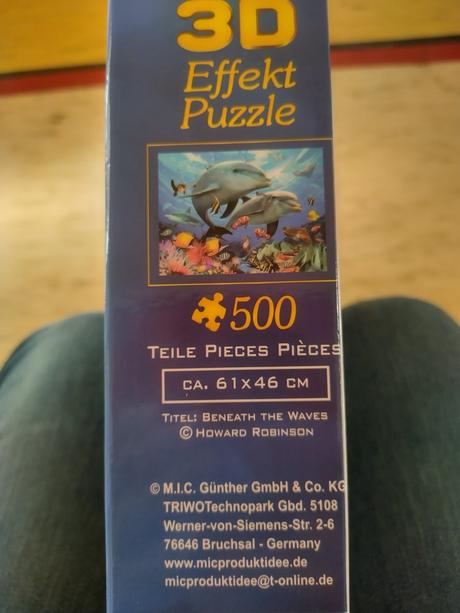 3D
Effekt
Puzzle
500
TEILE PIECES PIÈCES
CA. 61X46 CM
TITEL: BENEATH THE WAVES
© HOWARD ROBINSON
© M.I.C. Günther GmbH & Co. KG
TRIWOTechnopark Gbd. 5108
Werner-von-Siemens-Str. 2-6
76646 Bruchsal - Germany
www.micproduktidee.de
micproduktidee@t-online.de